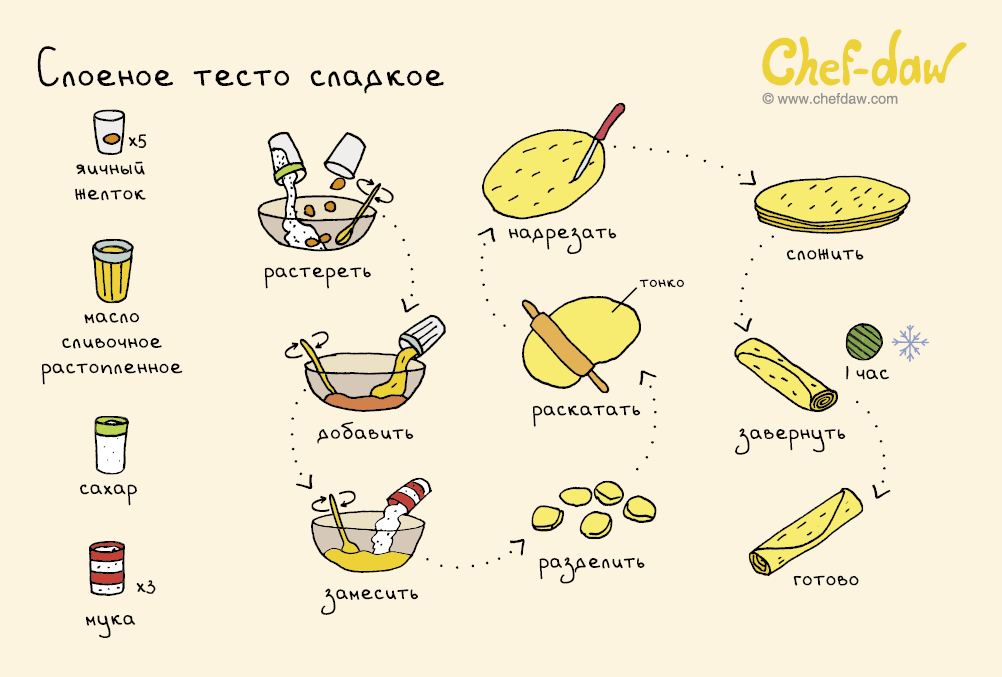 Слоеное тесто сладкое
Chef-daw
© www.chefdaw.com
x5
яичный
желток
масло
сливочное
растопленное
сахар
x3
мука
растереть
добавить
замесить
разделить
тонко
раскатать
надрезать
сложить
1 час
завернуть
готово